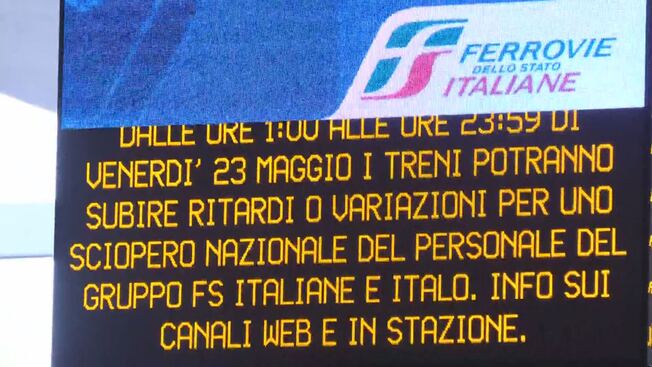 FERROVIE
DELLO STATO
ITALIANE
DALLE ORE 1:00 ALLE ORE 23:59 DI
VENERDI' 23 MAGGIO I TRENI POTRANNO
SUBIRE RITARDI O VARIAZIONI PER UNO
SCIOPERO NAZIONALE DEL PERSONALE DEL
GRUPPO FS ITALIANE E ITALO. INFO SUI
CANALI WEB E IN STAZIONE.